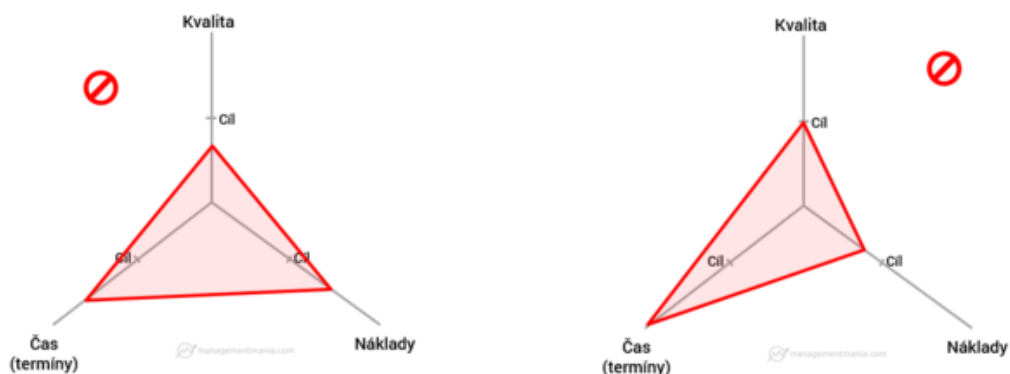 Kvalita
Cíl
Cíl
Cíl
Čas
(termíny)
Náklady
managementmania.com
Kvalita
Cíl
Cíl
Cíl
Čas
(termíny)
Náklady
managementmania.com